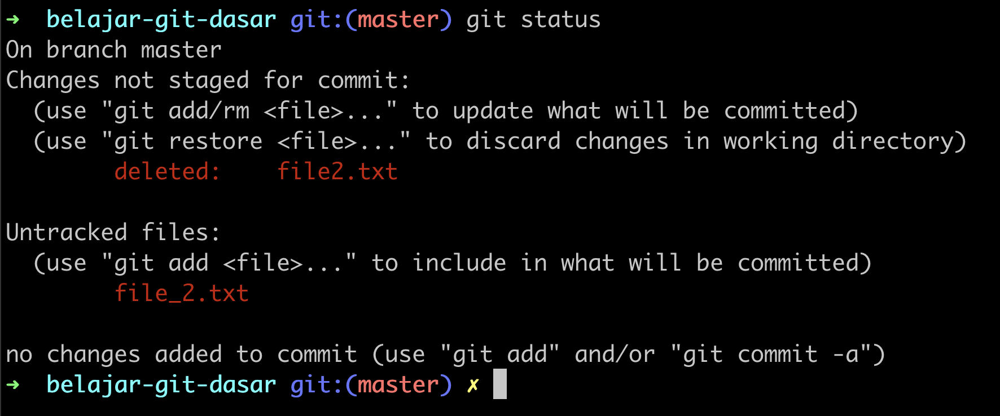 ➜  belajar-git-dasar git:(master) git status
On branch master
Changes not staged for commit:
  (use "git add/rm <file>..." to update what will be committed)
  (use "git restore <file>..." to discard changes in working directory)
        deleted:    file2.txt

Untracked files:
  (use "git add <file>..." to include in what will be committed)
        file_2.txt

no changes added to commit (use "git add" and/or "git commit -a")
➜  belajar-git-dasar git:(master) ✗